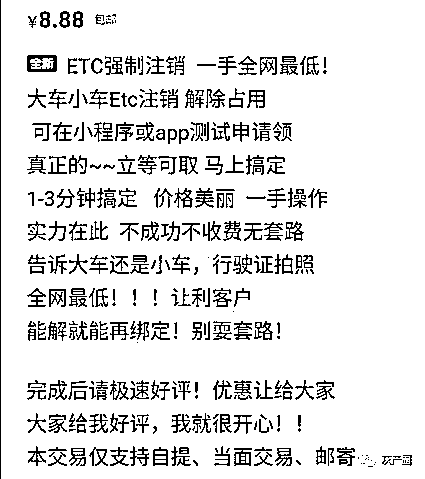 ¥8.88 包邮
全新 ETC强制注销 一手全网最低!
大车小车Etc注销 解除占用
可在小程序或app测试申请领
真正的~~立等可取 马上搞定
1-3分钟搞定 价格美丽 一手操作
实力在此 不成功不收费无套路
告诉大车还是小车，行驶证拍照
全网最低！！！让利客户
能解就能再绑定！别耍套路！
完成后请极速好评！优惠让给大家
大家给我好评，我就很开心！！
本交易仅支持自提、当面交易、邮寄
灰产圈